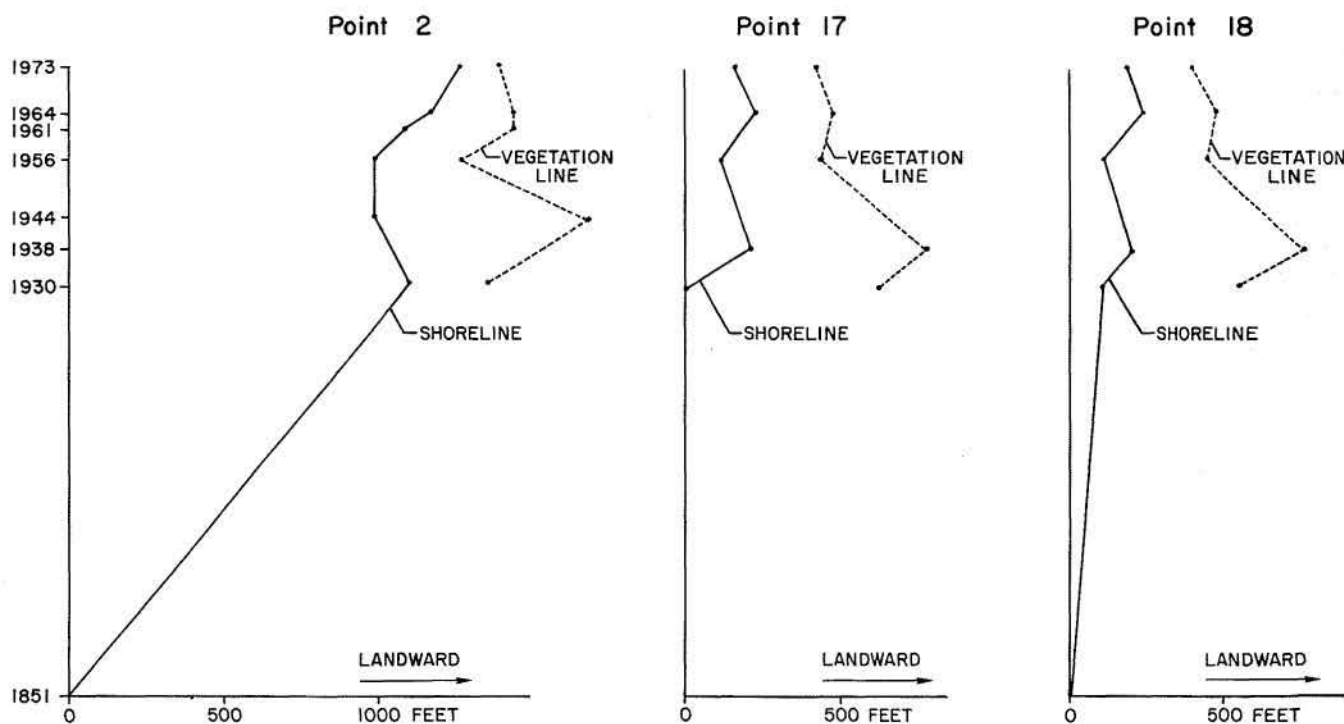 Point 2
Point 17
Point 18
1973
1964
1961
1956
1944
1938
1930
1851
VEGETATION
LINE
SHORELINE
LANDWARD
0 500 1000 FEET
VEGETATION
LINE
SHORELINE
LANDWARD
0 500 FEET
VEGETATION
LINE
SHORELINE
LANDWARD
0 500 FEET